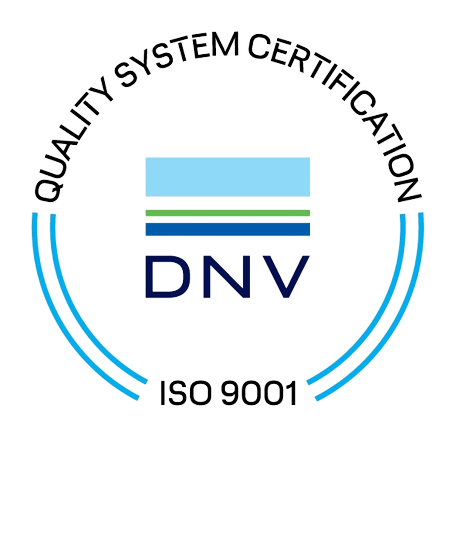 QUALITY SYSTEM CERTIFICATION
DNV
ISO 9001